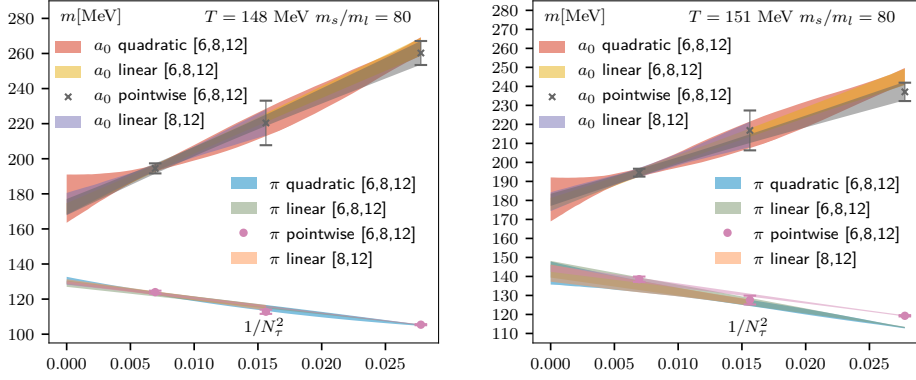 m[MeV] T = 148 MeV m_s/m_l = 80
280
260
240
220
200
180
160
140
120
100
a_0 quadratic [6,8,12]
a_0 linear [6,8,12]
a_0 pointwise [6,8,12]
a_0 linear [8,12]
π quadratic [6,8,12]
π linear [6,8,12]
π pointwise [6,8,12]
π linear [8,12]
1/N_τ^2
0.000 0.005 0.010 0.015 0.020 0.025
m[MeV] T = 151 MeV m_s/m_l = 80
280
270
260
250
240
230
220
210
200
190
180
170
160
150
140
130
120
110
a_0 quadratic [6,8,12]
a_0 linear [6,8,12]
a_0 pointwise [6,8,12]
a_0 linear [8,12]
π quadratic [6,8,12]
π linear [6,8,12]
π pointwise [6,8,12]
π linear [8,12]
1/N_τ^2
0.000 0.005 0.010 0.015 0.020 0.025